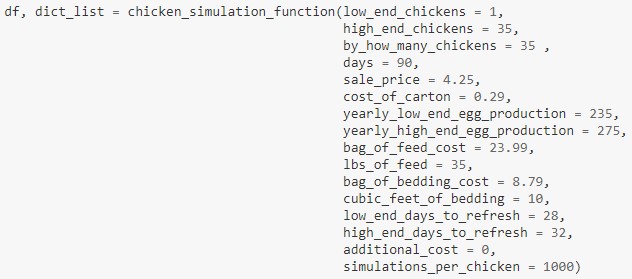 df, dict_list = chicken_simulation_function(low_end_chickens = 1,
high_end_chickens = 35,
by_how_many_chickens = 35 ,
days = 90,
sale_price = 4.25,
cost_of_carton = 0.29,
yearly_low_end_egg_production = 235,
yearly_high_end_egg_production = 275,
bag_of_feed_cost = 23.99,
lbs_of_feed = 35,
bag_of_bedding_cost = 8.79,
cubic_feet_of_bedding = 10,
low_end_days_to_refresh = 28,
high_end_days_to_refresh = 32,
additional_cost = 0,
simulations_per_chicken = 1000)